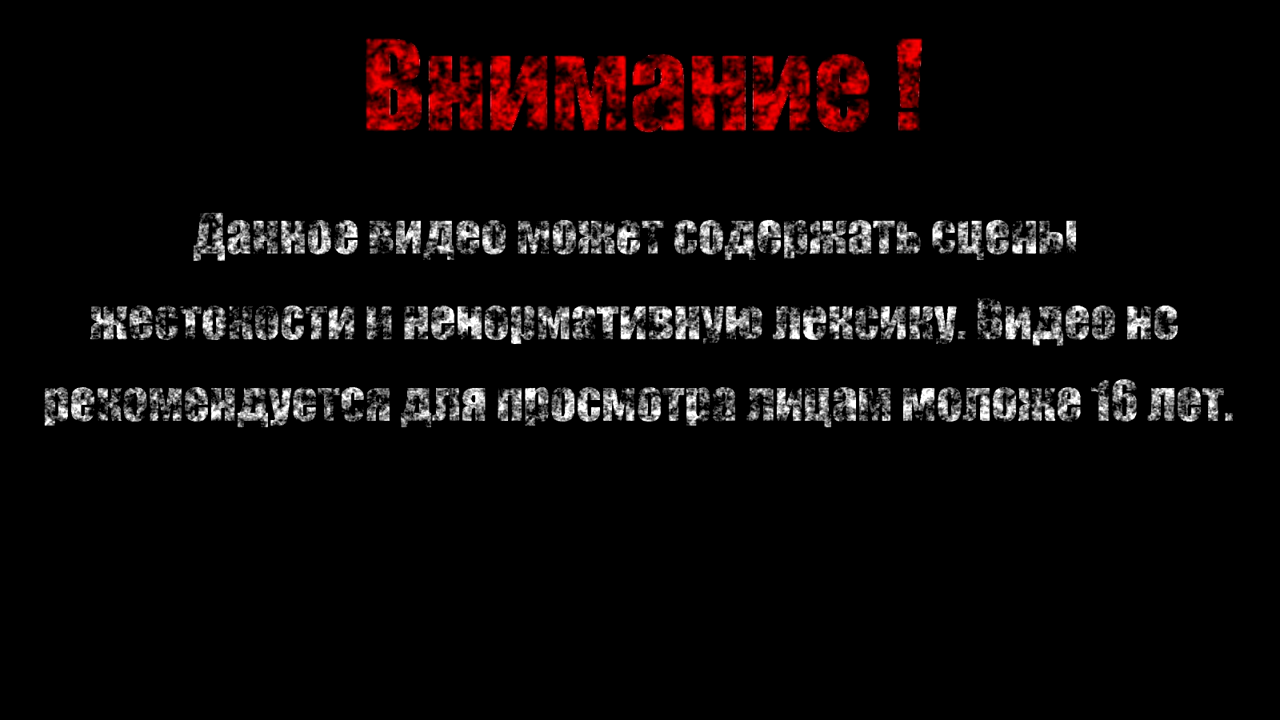 Внимание !
Данное видео может содержать сцены
жестокости и ненормативную лексику. Видео не
рекомендуется для просмотра лицам моложе 16 лет.